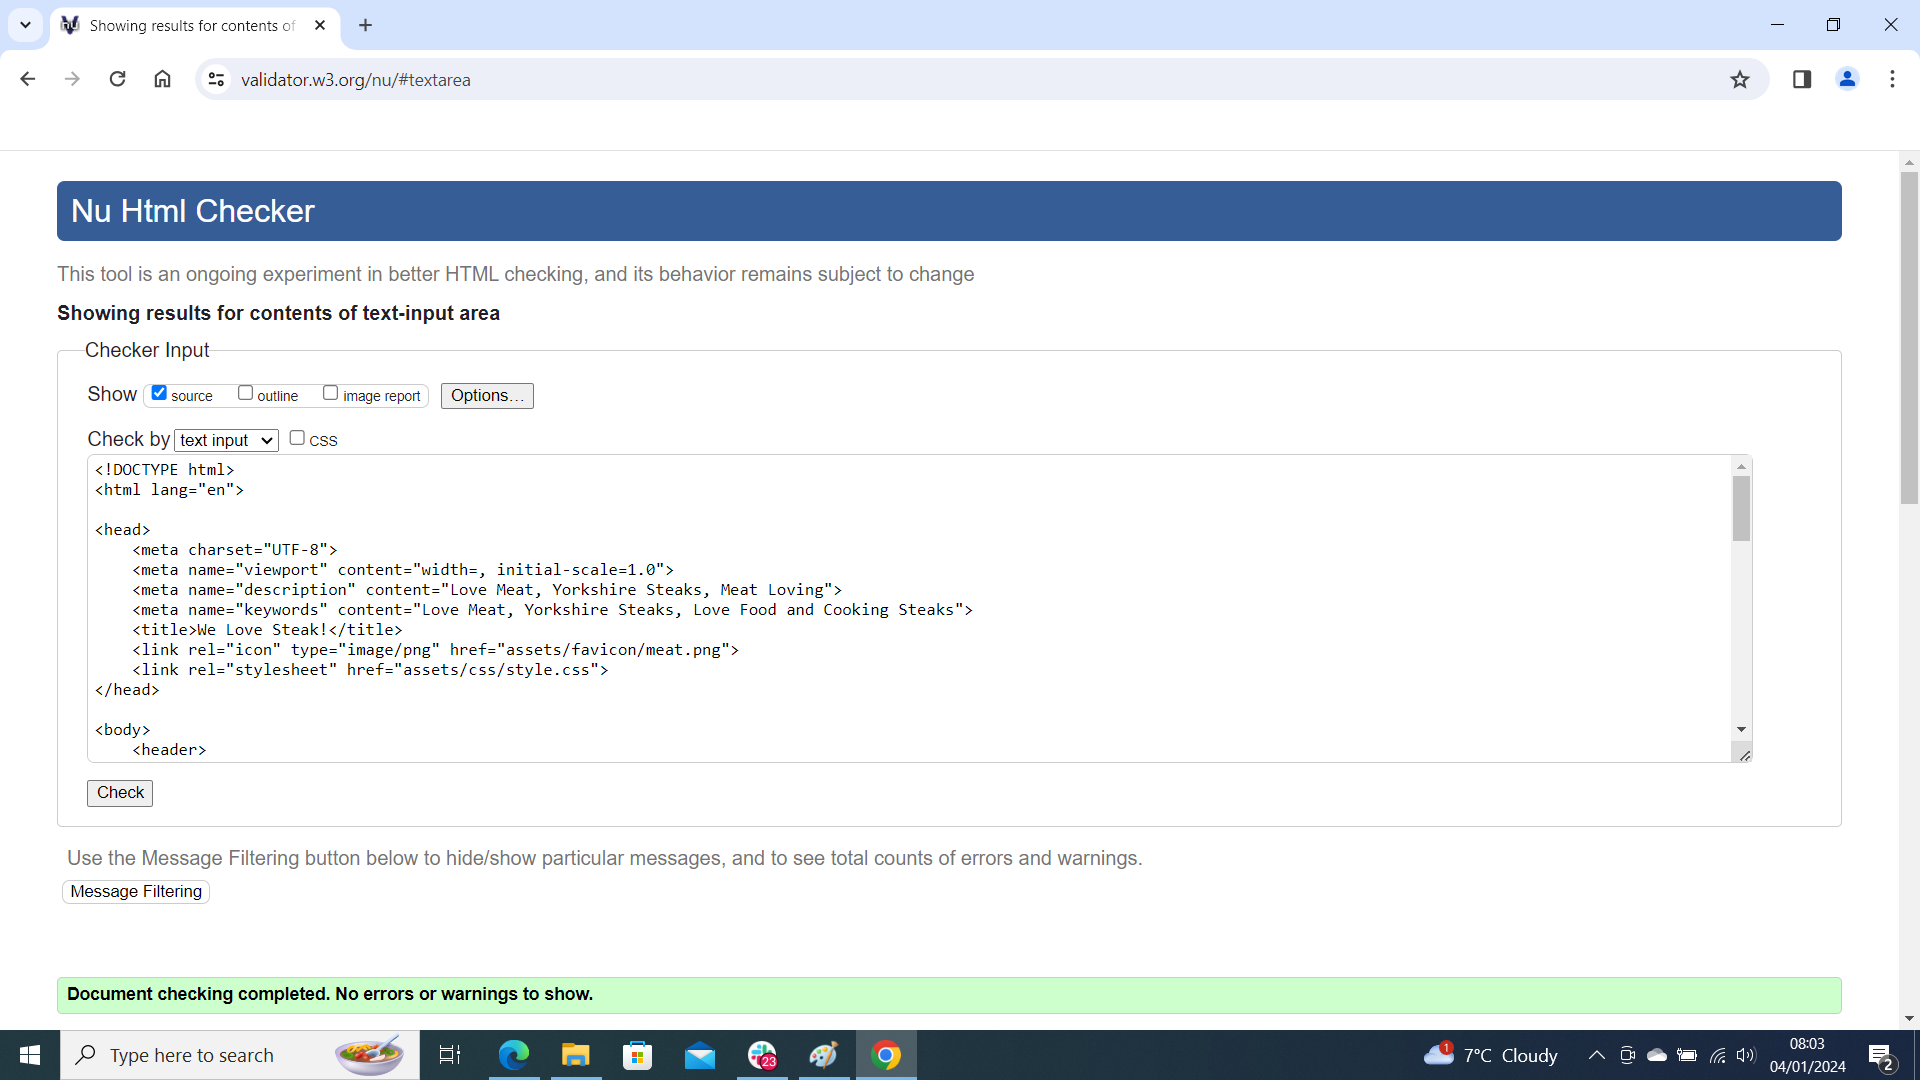 Showing results for contents of
validator.w3.org/nu/#textarea
Nu Html Checker
This tool is an ongoing experiment in better HTML checking, and its behavior remains subject to change
Showing results for contents of text-input area
Checker Input
Show source outline image report Options...
Check by text input CSS
<!DOCTYPE html>
<html lang="en">
<head>
<meta charset="UTF-8">
<meta name="viewport" content="width=, initial-scale=1.0">
<meta name="description" content="Love Meat, Yorkshire Steaks, Meat Loving">
<meta name="keywords" content="Love Meat, Yorkshire Steaks, Love Food and Cooking Steaks">
<title>We Love Steak!</title>
<link rel="icon" type="image/png" href="assets/favicon/meat.png">
<link rel="stylesheet" href="assets/css/style.css">
</head>
<body>
<header>
Check
Use the Message Filtering button below to hide/show particular messages, and to see total counts of errors and warnings.
Message Filtering
Document checking completed. No errors or warnings to show.
Type here to search 23 1 7°C Cloudy 08:03
04/01/2024 2